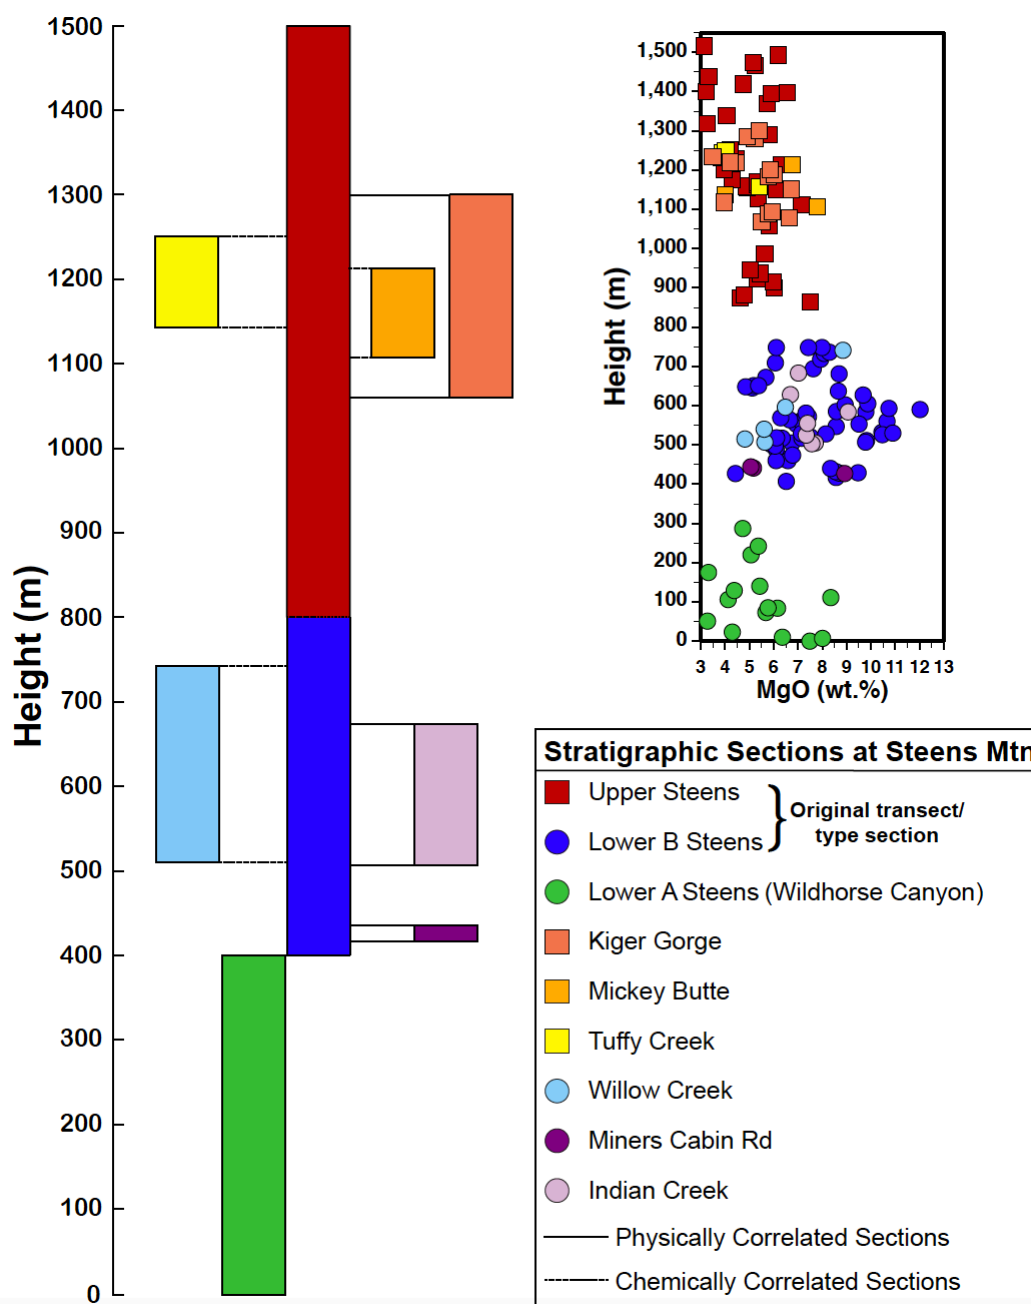 1500
1400
1300
1200
1100
1000
900
800
700
600
500
400
300
200
100
0
Height (m)
1,500
1,400
1,300
1,200
1,100
1,000
900
800
700
600
500
400
300
200
100
0
Height (m)
3 4 5 6 7 8 9 10 11 12 13
MgO (wt.%)
Stratigraphic Sections at Steens Mtn
Upper Steens
Lower B Steens
Original transect/
type section
Lower A Steens (Wildhorse Canyon)
Kiger Gorge
Mickey Butte
Tuffy Creek
Willow Creek
Miners Cabin Rd
Indian Creek
Physically Correlated Sections
Chemically Correlated Sections